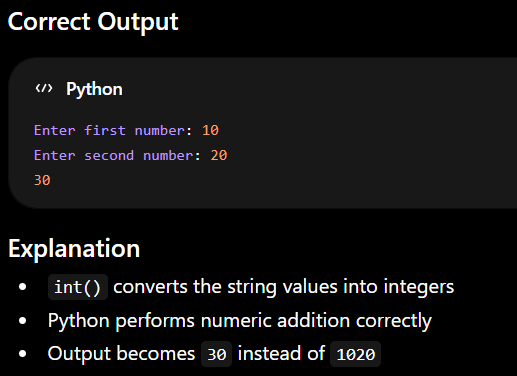 Correct Output
</> Python
Enter first number: 10
Enter second number: 20
30
Explanation
• int() converts the string values into integers
• Python performs numeric addition correctly
• Output becomes 30 instead of 1020